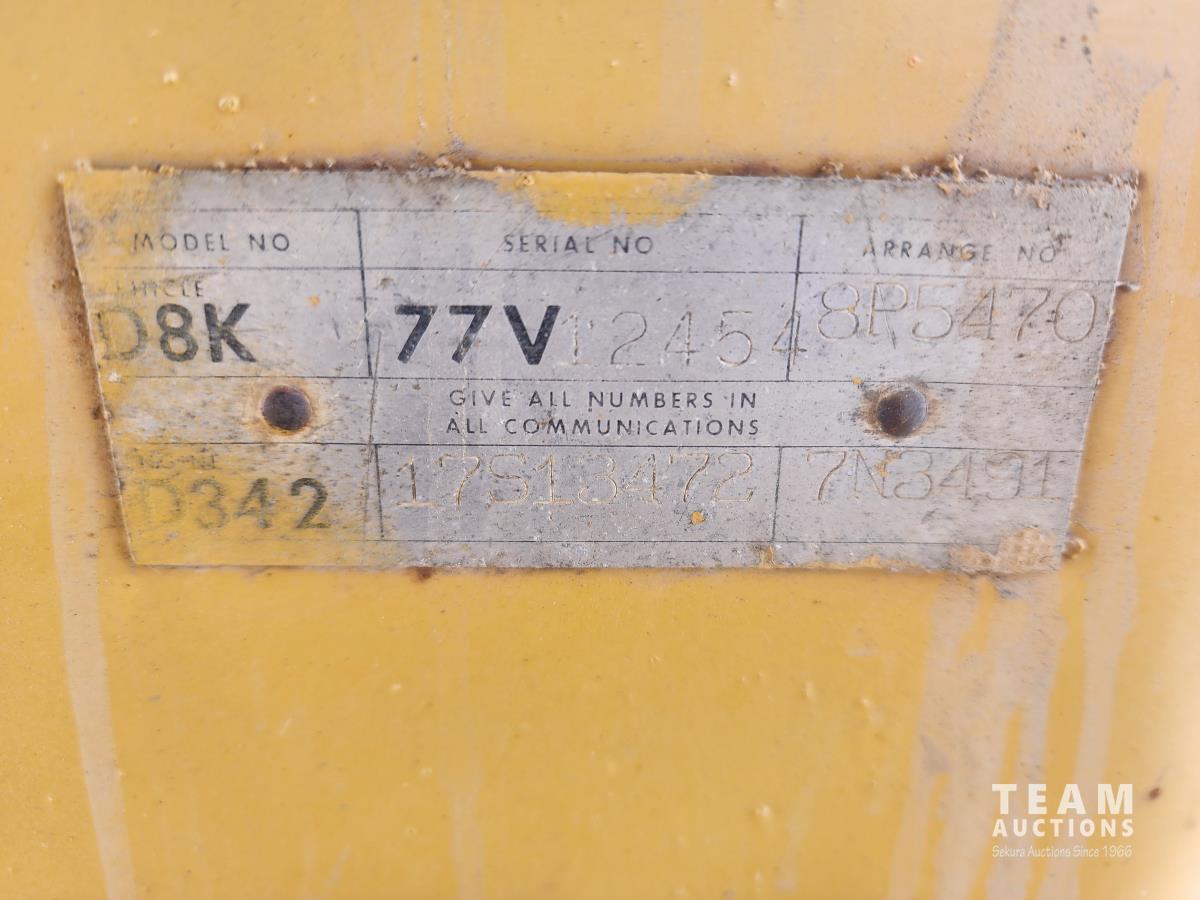 MODEL NO SERIAL NO ARRANGE NO
VEHICLE
D8K 77V12454 8P5470
GIVE ALL NUMBERS IN
ALL COMMUNICATIONS
D342 17S13472 7N3491
TEAM
AUCTIONS
Sekura Auctions Since 1966